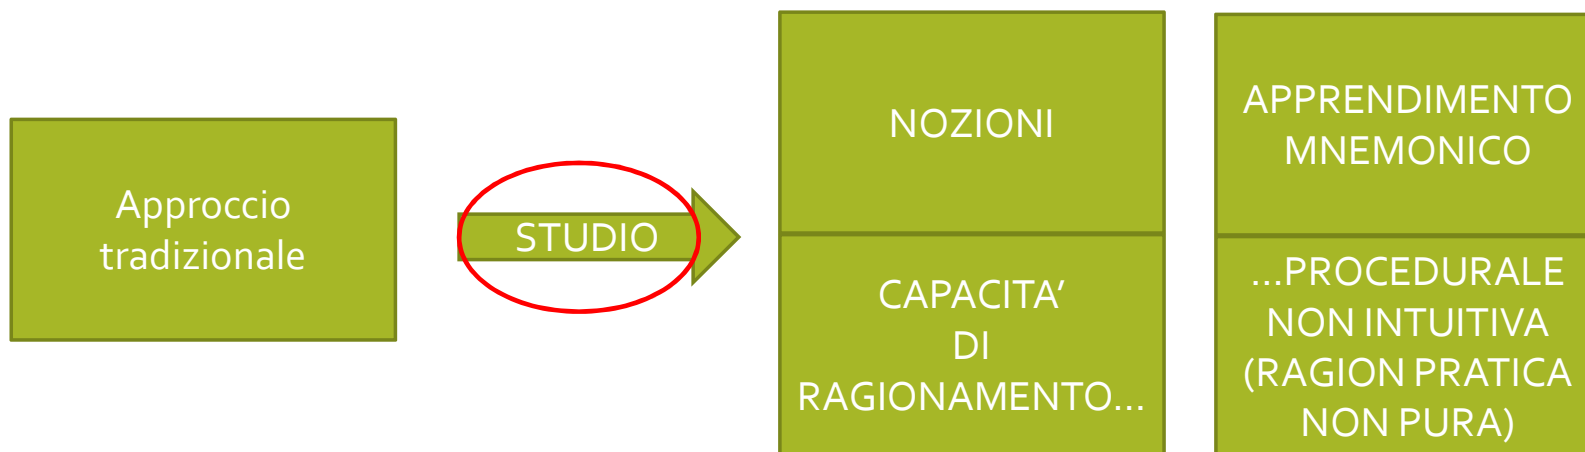 Approccio
tradizionale
STUDIO
NOZIONI
CAPACITA’
DI
RAGIONAMENTO…
APPRENDIMENTO
MNEMONICO
…PROCEDURALE
NON INTUITIVA
(RAGION PRATICA
NON PURA)